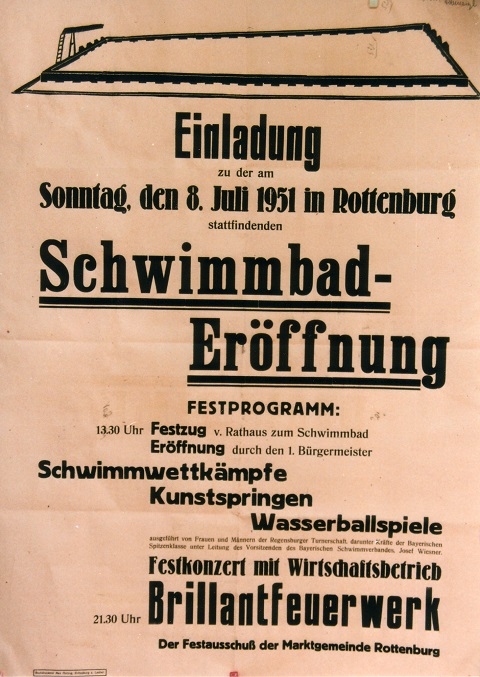 Einladung
zu der am
Sonntag, den 8. Juli 1951 in Rottenburg
stattfindenden
Schwimmbad-
Eröffnung
FESTPROGRAMM:
13.30 Uhr Festzug v. Rathaus zum Schwimmbad
Eröffnung durch den 1. Bürgermeister
Schwimmwettkämpfe
Kunstspringen
Wasserballspiele
ausgeführt von Frauen und Männern der Regensburger Turnerschaft, darunter Kräfte der Bayerischen
Spitzenklasse unter Leitung des Vorsitzenden des Bayerischen Schwimmverbandes, Josef Wiesner.
Festkonzert mit Wirtschaftsbetrieb
21.30 Uhr Brillantfeuerwerk
Der Festausschuß der Marktgemeinde Rottenburg